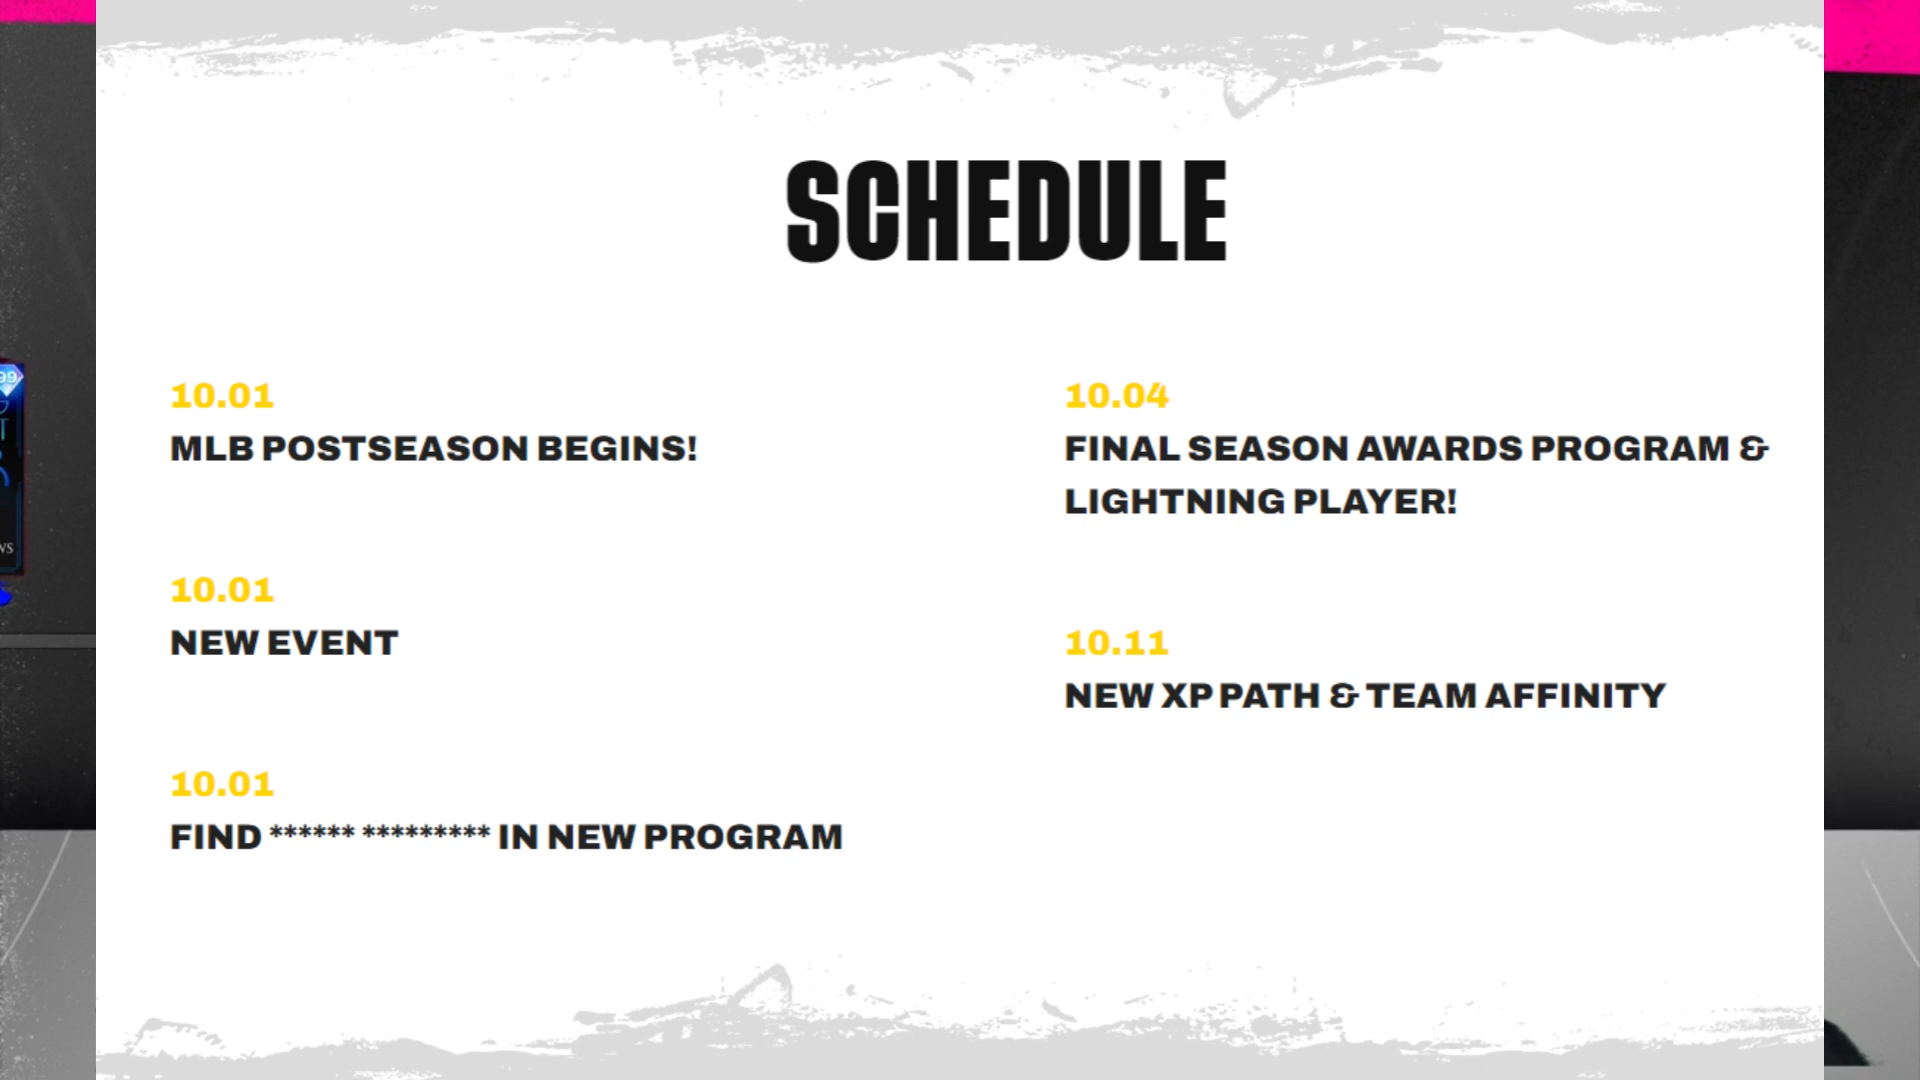 SCHEDULE
10.01
MLB POSTSEASON BEGINS!
10.01
NEW EVENT
10.01
FIND ****** ********* IN NEW PROGRAM
10.04
FINAL SEASON AWARDS PROGRAM &
LIGHTNING PLAYER!
10.11
NEW XP PATH & TEAM AFFINITY
99